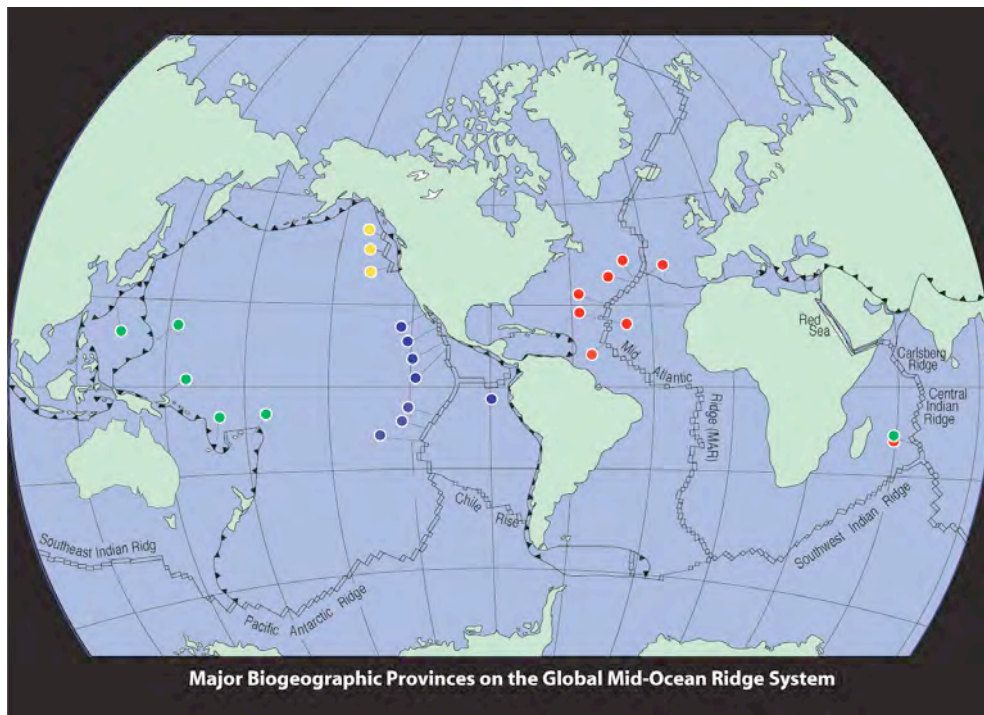 Red
Sea
Carlsberg
Ridge
Mid
Atlantic
Ridge (MAR)
Central
Indian
Ridge
Chile Rise
Southwest Indian Ridge
Southeast Indian Ridg
Pacific Antarctic Ridge
Major Biogeographic Provinces on the Global Mid-Ocean Ridge System